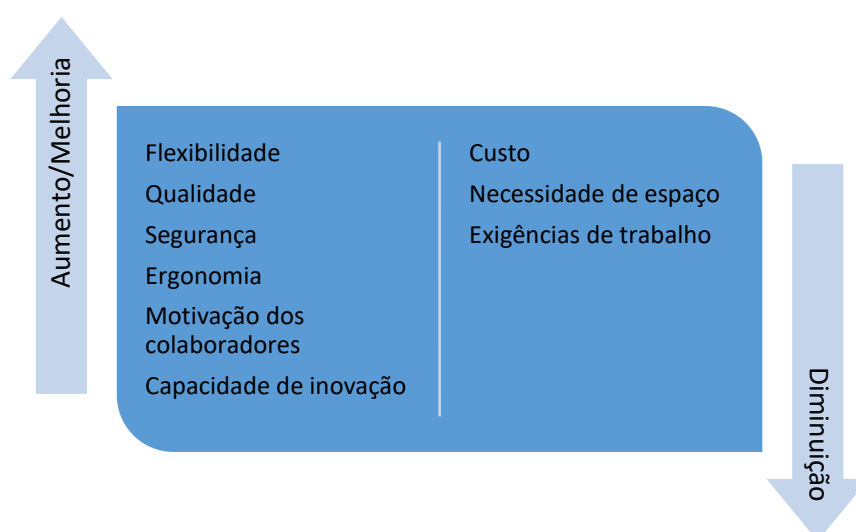 Aumento/Melhoria
Flexibilidade
Qualidade
Segurança
Ergonomia
Motivação dos
colaboradores
Capacidade de inovação
Custo
Necessidade de espaço
Exigências de trabalho
Diminuição